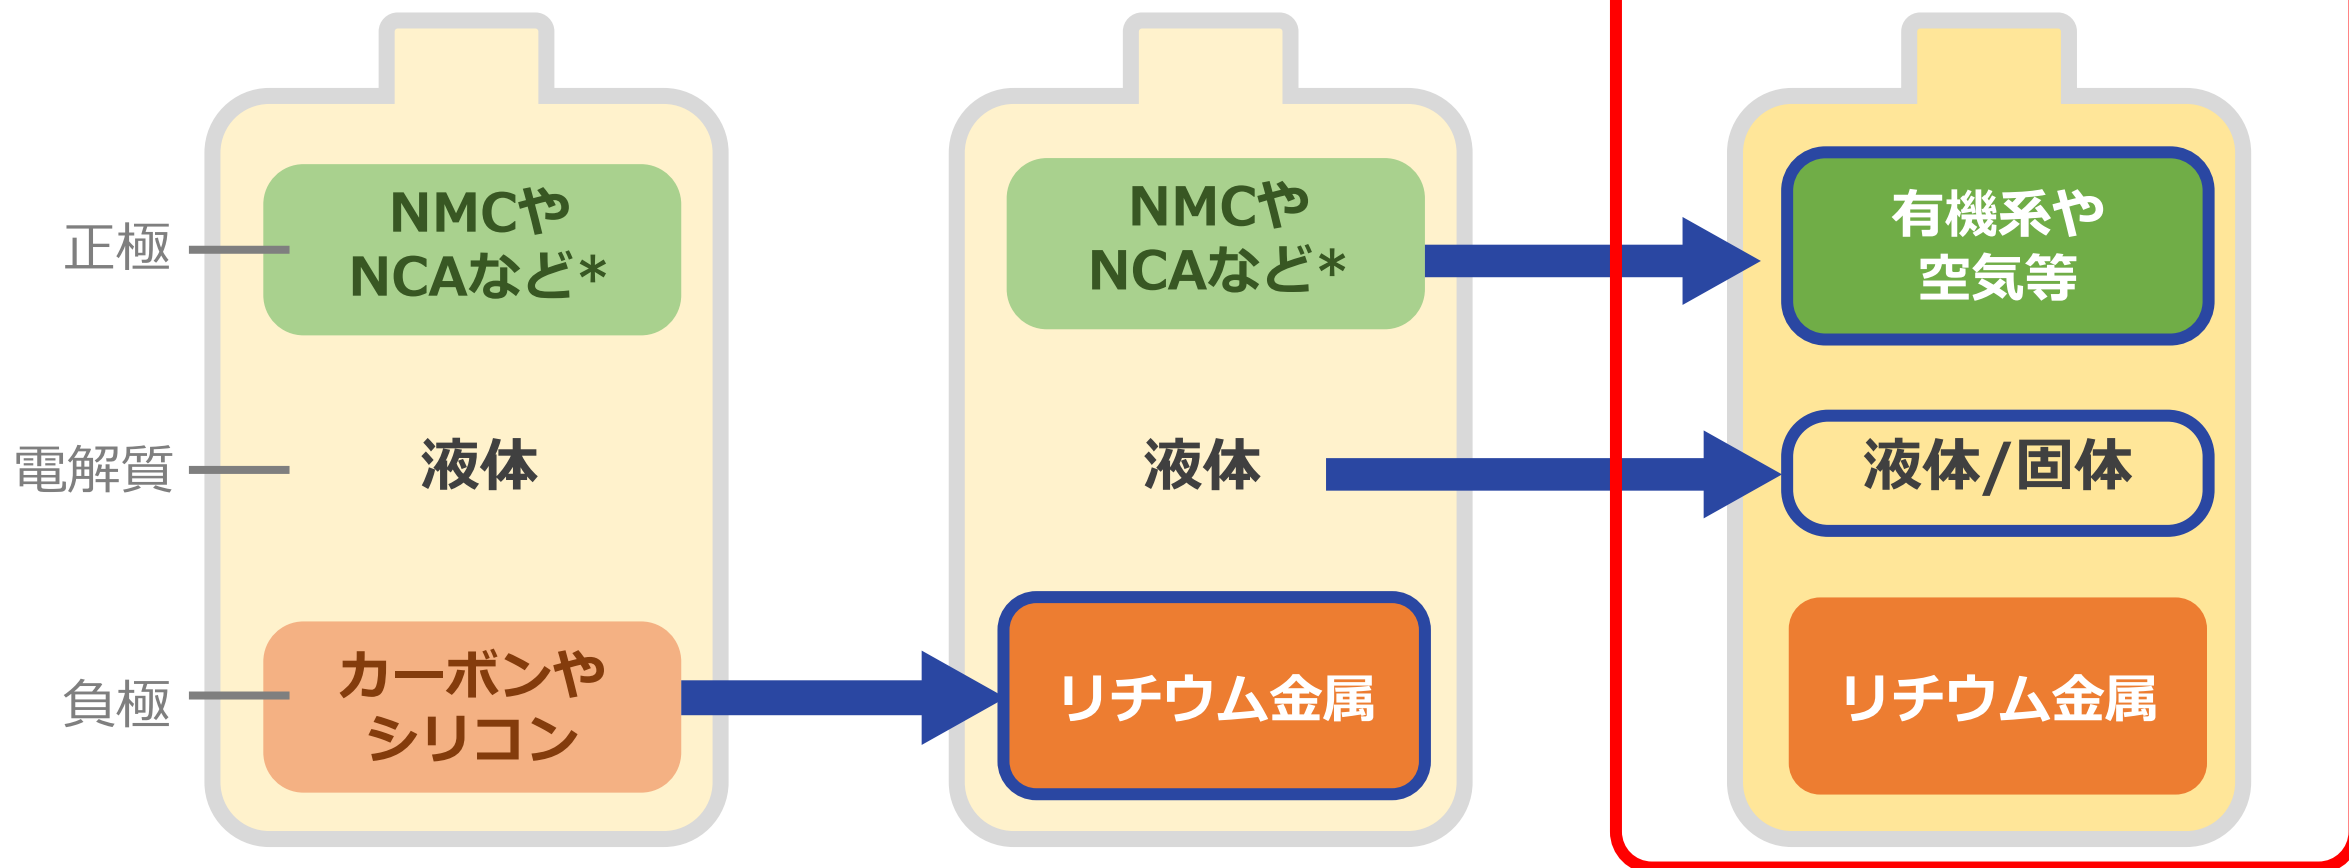 正極
NMCや
NCAなど*
NMCや
NCAなど*
有機系や
空気等
電解質
液体
液体
液体/固体
負極
カーボンや
シリコン
リチウム金属
リチウム金属